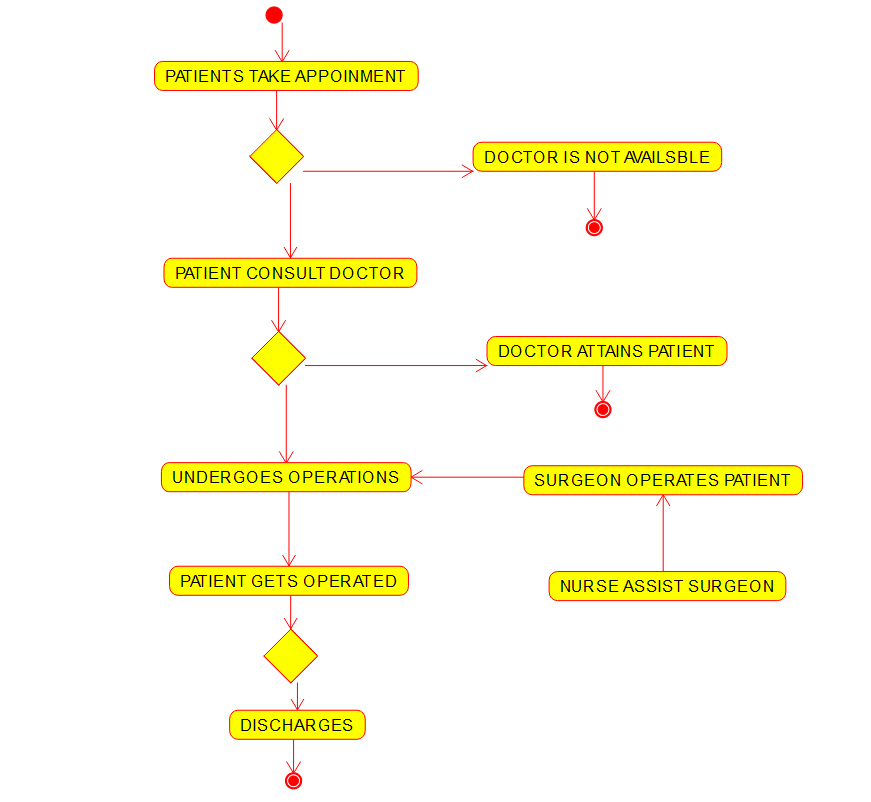 PATIENTS TAKE APPOINMENT
DOCTOR IS NOT AVAILSBLE
PATIENT CONSULT DOCTOR
DOCTOR ATTAINS PATIENT
UNDERGOES OPERATIONS
SURGEON OPERATES PATIENT
PATIENT GETS OPERATED
NURSE ASSIST SURGEON
DISCHARGES